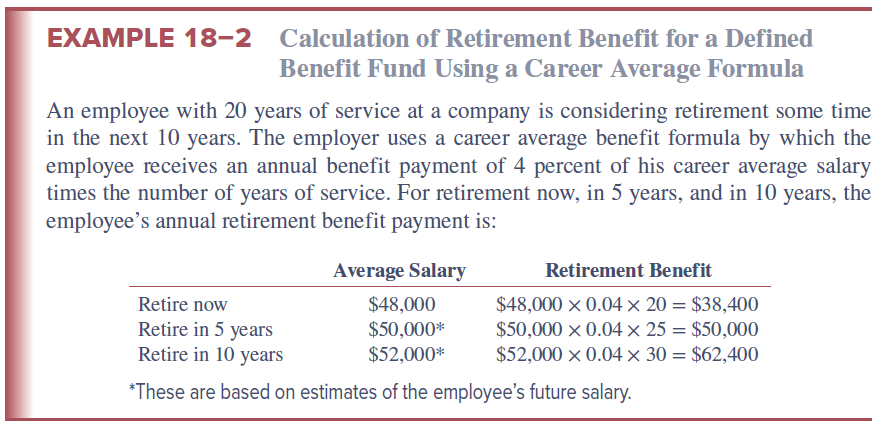 EXAMPLE 18–2 Calculation of Retirement Benefit for a Defined
Benefit Fund Using a Career Average Formula
An employee with 20 years of service at a company is considering retirement some time
in the next 10 years. The employer uses a career average benefit formula by which the
employee receives an annual benefit payment of 4 percent of his career average salary
times the number of years of service. For retirement now, in 5 years, and in 10 years, the
employee’s annual retirement benefit payment is:
Average Salary Retirement Benefit
Retire now $48,000 $48,000 × 0.04 × 20 = $38,400
Retire in 5 years $50,000* $50,000 × 0.04 × 25 = $50,000
Retire in 10 years $52,000* $52,000 × 0.04 × 30 = $62,400
*These are based on estimates of the employee’s future salary.